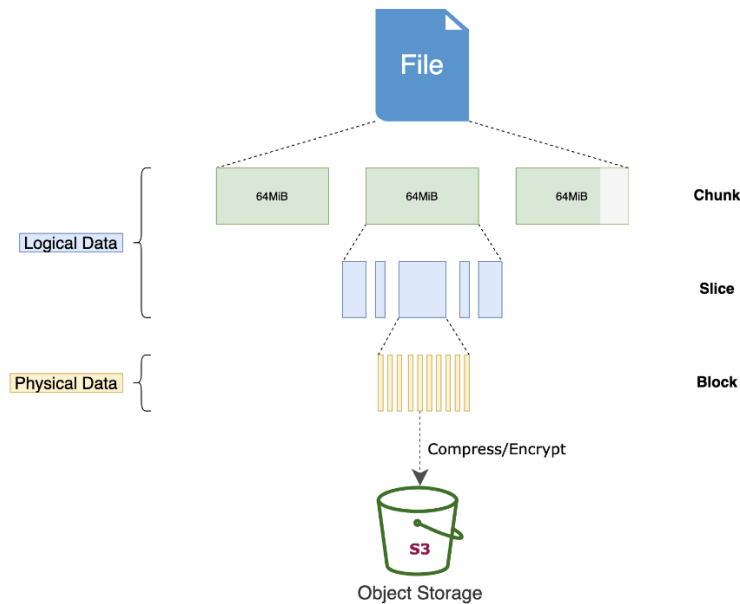 File
64MiB
64MiB
64MiB
Chunk
Logical Data
Slice
Physical Data
Block
Compress/Encrypt
S3
Object Storage